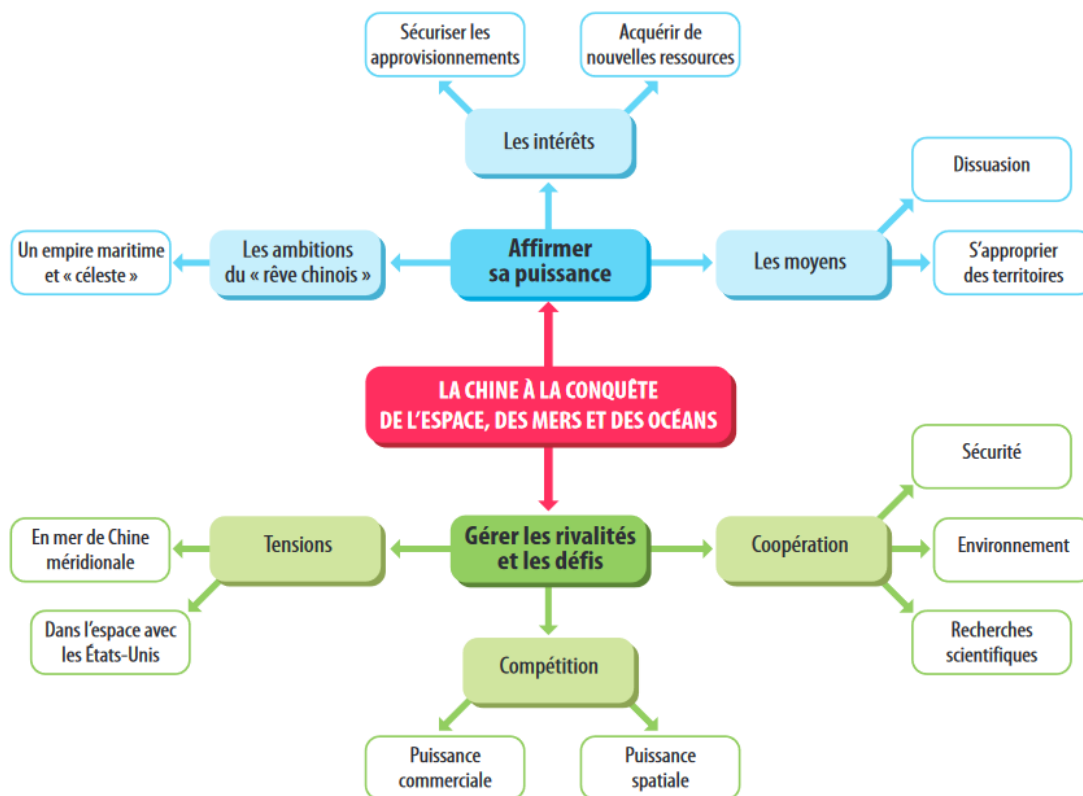 Sécuriser les
approvisionnements
Acquérir de
nouvelles ressources
Les intérêts
Dissuasion
Un empire maritime
et « céleste »
Les ambitions
du « rêve chinois »
Affirmer
sa puissance
Les moyens
S’approprier
des territoires
LA CHINE À LA CONQUÊTE
DE L’ESPACE, DES MERS ET DES OCÉANS
Sécurité
En mer de Chine
méridionale
Tensions
Gérer les rivalités
et les défis
Coopération
Environnement
Dans l’espace avec
les États-Unis
Recherches
scientifiques
Compétition
Puissance
commerciale
Puissance
spatiale